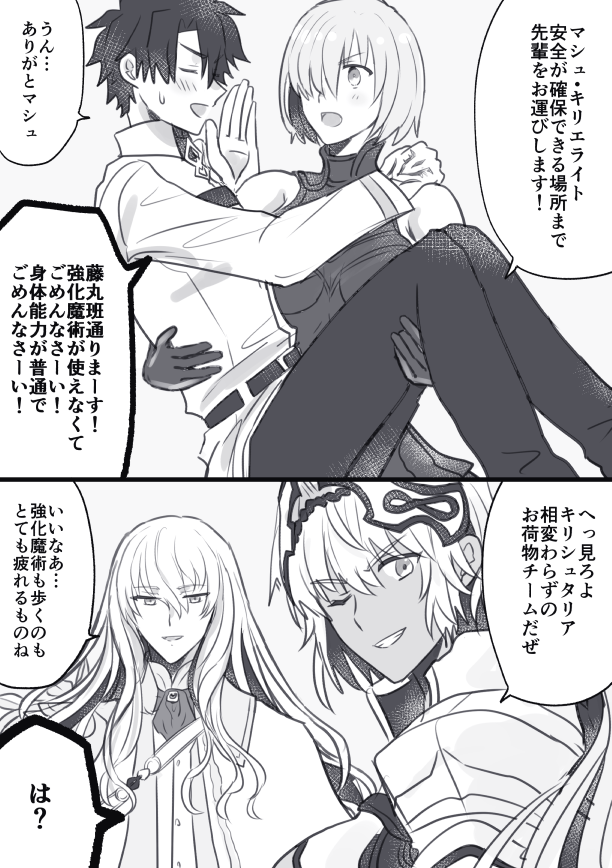 マシュ・キリエライト
安全が確保できる場所まで
先輩をお運びします！
うん…
ありがとマシュ
藤丸班通りまーす！
強化魔術が使えなくて
ごめんなさーい！
身体能力が普通で
ごめんなさーい！
へっ見ろよ
キリシュタリア
相変わらずの
お荷物チームだぜ
いいなあ…
強化魔術も歩くのも
とても疲れるものね
は？